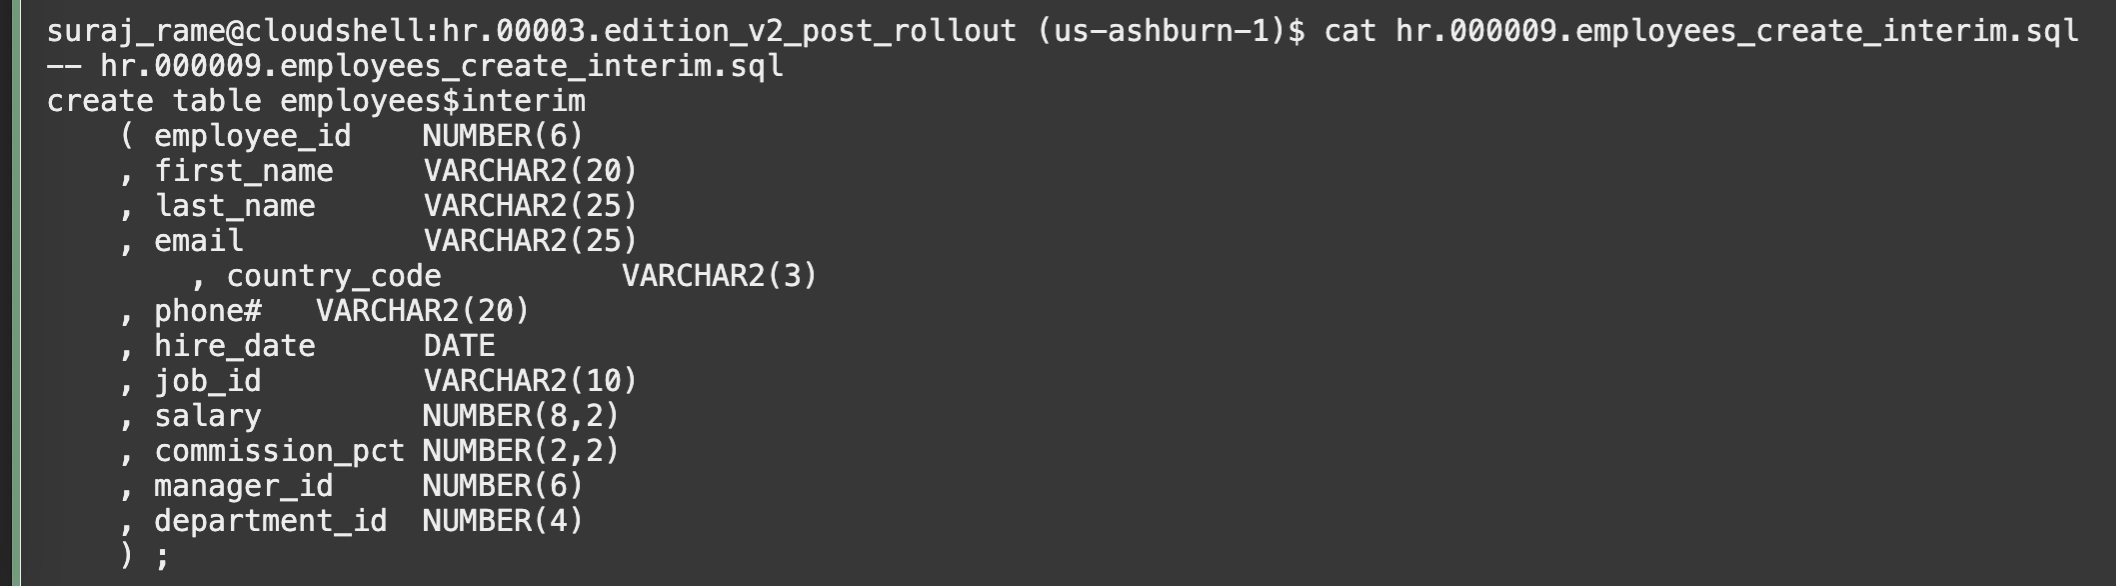 suraj_rame@cloudshell:hr.00003.edition_v2_post_rollout (us-ashburn-1)$ cat hr.000009.employees_create_interim.sql
-- hr.000009.employees_create_interim.sql
create table employees$interim
    ( employee_id    NUMBER(6)
    , first_name     VARCHAR2(20)
    , last_name      VARCHAR2(25)
    , email          VARCHAR2(25)
        , country_code          VARCHAR2(3)
    , phone#   VARCHAR2(20)
    , hire_date      DATE
    , job_id         VARCHAR2(10)
    , salary         NUMBER(8,2)
    , commission_pct NUMBER(2,2)
    , manager_id     NUMBER(6)
    , department_id  NUMBER(4)
    ) ;